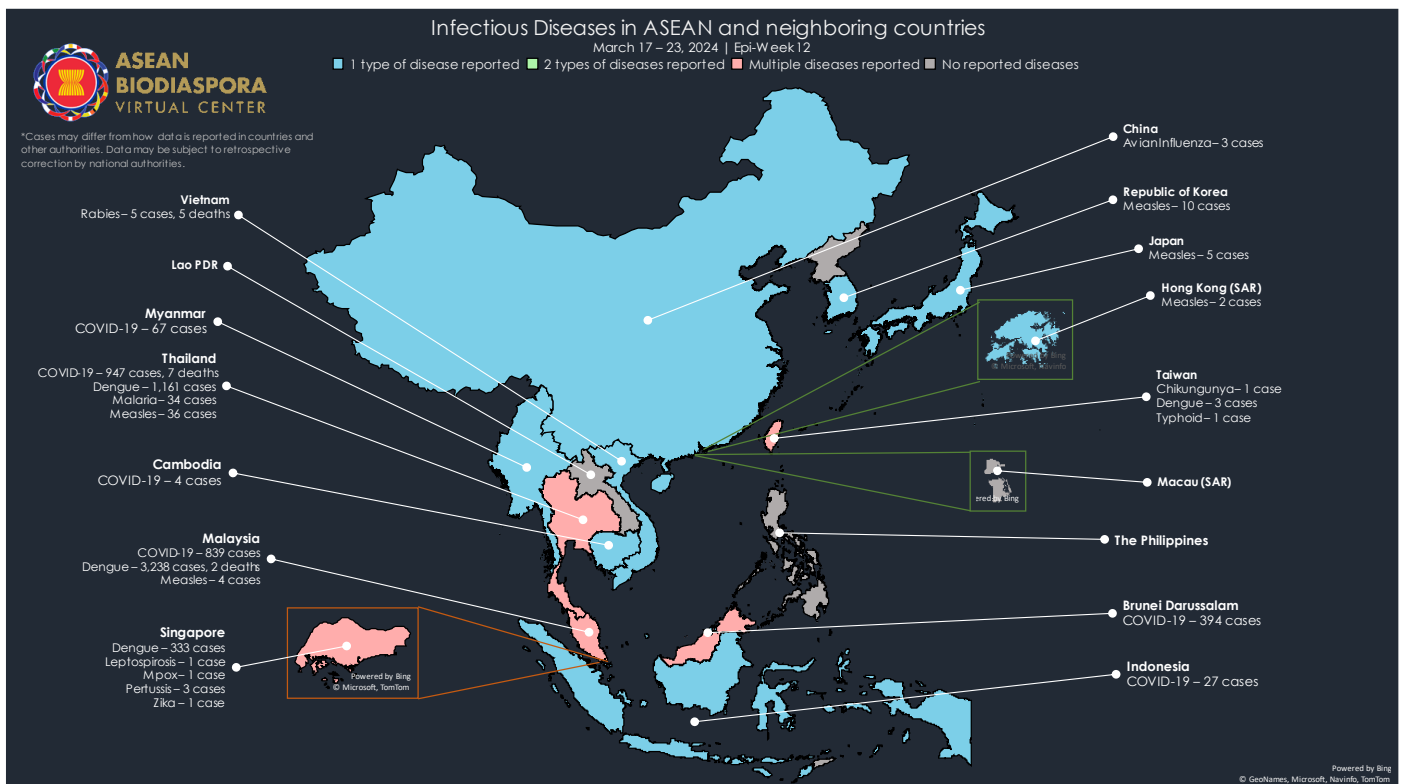 Infectious Diseases in ASEAN and neighboring countries
March 17 – 23, 2024 | Epi-Week 12
1 type of disease reported
2 types of diseases reported
Multiple diseases reported
No reported diseases
ASEAN
BIODIASPORA
VIRTUAL CENTER
*Cases may differ from how data is reported in countries and
other authorities. Data may be subject to retrospective
correction by national authorities.
Vietnam
Rabies – 5 cases, 5 deaths
Lao PDR
Myanmar
COVID-19 – 67 cases
Thailand
COVID-19 – 947 cases, 7 deaths
Dengue – 1,161 cases
Malaria – 34 cases
Measles – 36 cases
Cambodia
COVID-19 – 4 cases
Malaysia
COVID-19 – 839 cases
Dengue – 3,238 cases, 2 deaths
Measles – 4 cases
Singapore
Dengue – 333 cases
Leptospirosis – 1 case
Mpox – 1 case
Pertussis – 3 cases
Zika – 1 case
Powered by Bing
© Microsoft, TomTom
China
Avian Influenza – 3 cases
Republic of Korea
Measles – 10 cases
Japan
Measles – 5 cases
Hong Kong (SAR)
Measles – 2 cases
Powered by Bing
© Microsoft, Navinfo
Taiwan
Chikungunya – 1 case
Dengue – 3 cases
Typhoid – 1 case
Macau (SAR)
ered by Bing
The Philippines
Brunei Darussalam
COVID-19 – 394 cases
Indonesia
COVID-19 – 27 cases
Powered by Bing
© GeoNames, Microsoft, Navinfo, TomTom